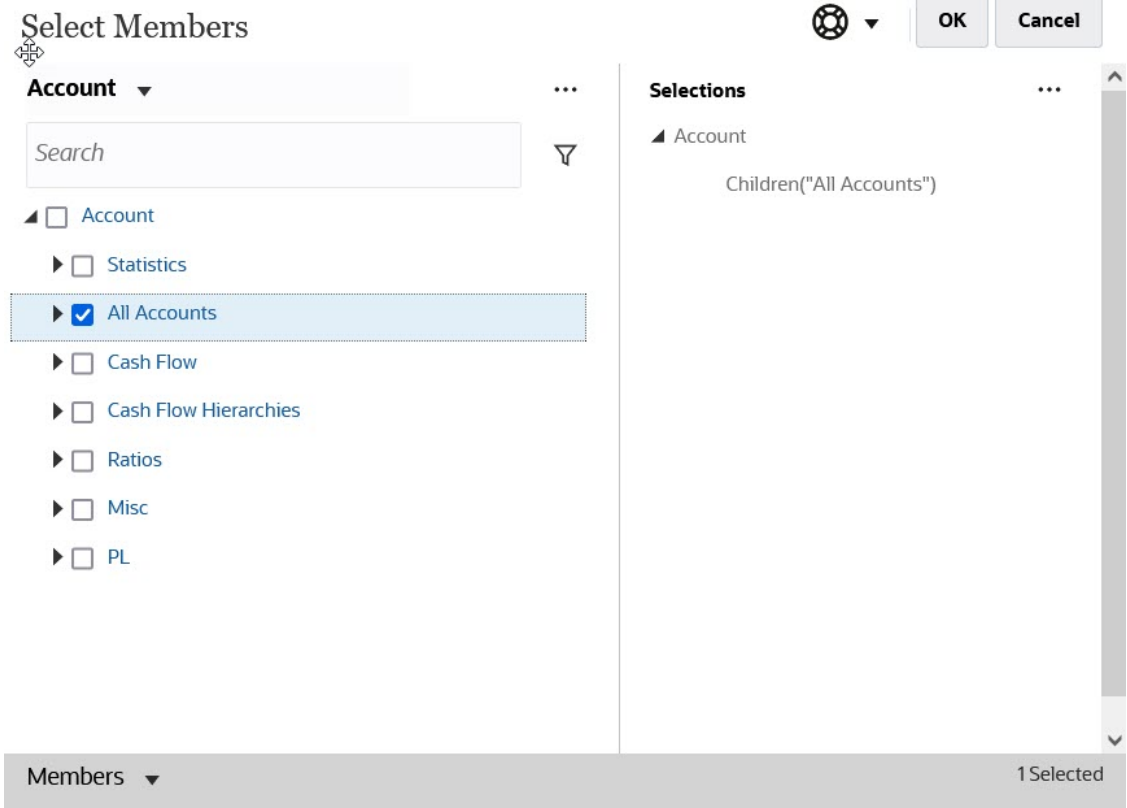 Select Members
OK
Cancel
Account
Search
Account
Statistics
All Accounts
Cash Flow
Cash Flow Hierarchies
Ratios
Misc
PL
Selections
Account
Children("All Accounts")
Members
1 Selected